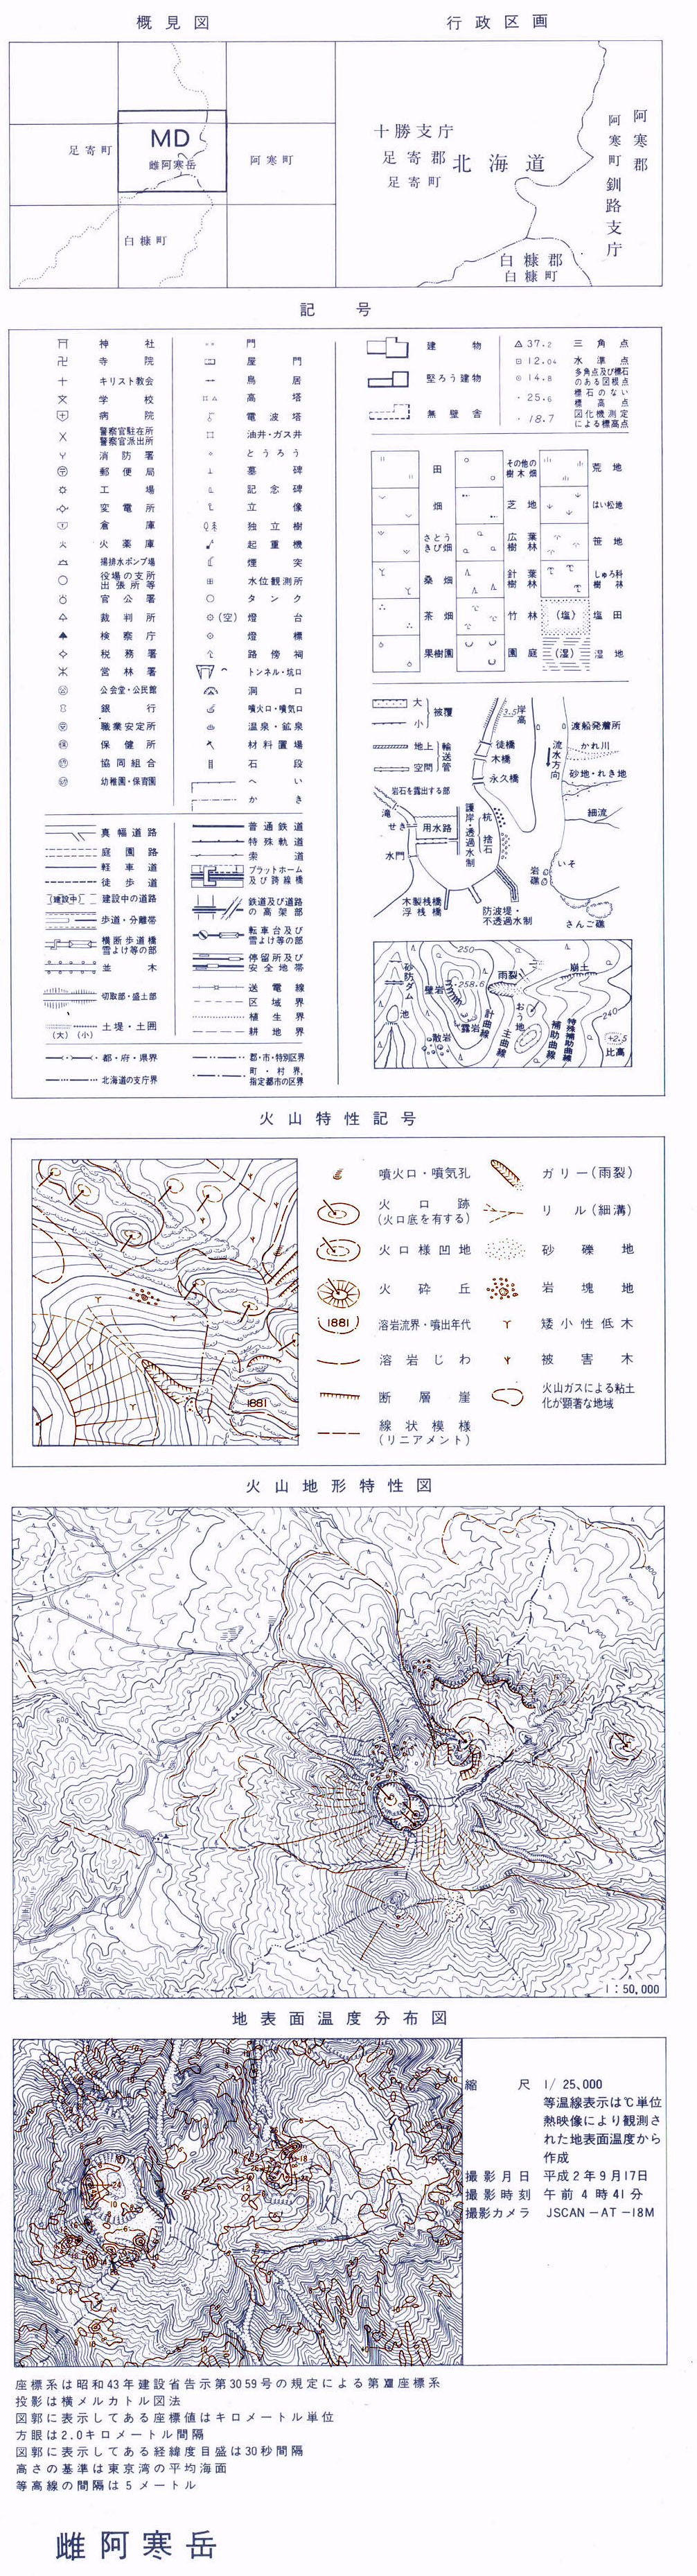 概見図
行政区画
MD
雌阿寒岳
足寄町
阿寒町
白糠町
十勝支庁
足寄郡
足寄町
北海道
阿寒郡
阿寒町
釧路支庁
白糠郡
白糠町
記号
神社
寺院
キリスト教会
学校
病院
警察官駐在所
警察官派出所
消防署
郵便局
工場
変電所
倉庫
火薬庫
揚排水ポンプ場
役場の支所
出張所等
官公署
裁判所
検察庁
税務署
営林署
公会堂・公民館
銀行
職業安定所
保健所
協同組合
幼稚園・保育園
門
屋門
鳥居
高塔
電波塔
油井・ガス井
とうろう
墓碑
記念碑
立像
独立樹
起重機
煙突
水位観測所
タンク
(空) 燈台
燈標
路傍祠
トンネル・坑口
洞口
噴火口・噴気口
温泉・鉱泉
材料置場
石段
へい
かき
真幅道路
庭園路
軽車道
徒歩道
(建設中) 建設中の道路
歩道・分離帯
横断歩道橋
雪よけ等の部
並木
切取部・盛土部
土堤・土囲
(大) (小)
都・府・県界
北海道の支庁界
普通鉄道
特殊軌道
索道
プラットホーム
及び跨線橋
鉄道及び道路
の高架部
転車台及び
雪よけ等の部
停留所及び
安全地帯
送電線
区域界
植生界
耕地界
郡・市・特別区界
町・村界,
指定都市の区界
建物
堅ろう建物
無壁舎
37.2 三角点
12.04 水準点
14.8 多角点及び標石
のある図根点
25.6 標石のない
標高点
18.7 図化機測定
による標高点
田
畑
さとう
きび畑
桑畑
茶畑
果樹園
その他の
樹木畑
芝地
広葉
樹林
針葉
樹林
竹林
園庭
荒地
はい松地
笹地
しゅろ科
樹林
(塩) 塩田
(湿) 湿地
大
小
被覆
地上
空間
輸送管
岩石を露出する部
3.5
岸高
徒橋
木橋
永久橋
流水方向
渡船発着所
かれ川
砂地・れき地
細流
滝
せき
用水路
水門
護岸・透過水制
杭
捨石
いそ
岩礁
木製桟橋
浮桟橋
防波堤・
不透過水制
さんご礁
250
砂防ダム
壁岩
258.6
雨裂
崩土
池
散岩
露岩
計曲線
主曲線
おう地
補助曲線
特殊補助曲線
240
+2.5
比高
火山特性記号
噴火口・噴気孔
火口跡
(火口底を有する)
火口様凹地
火砕丘
1881 溶岩流界・噴出年代
溶岩じわ
断層崖
線状模様
(リニアメント)
ガリー(雨裂)
リル(細溝)
砂礫地
岩塊地
矮小性低木
被害木
火山ガスによる粘土
化が顕著な地域
1881
火山地形特性図
600
1:50,000
地表面温度分布図
縮尺 1/ 25,000
等温線表示は℃単位
熱映像により観測さ
れた地表面温度から
作成
撮影月日 平成2年9月17日
撮影時刻 午前4時41分
撮影カメラ JSCAN-AT-18M
座標系は昭和43年建設省告示第3059号の規定による第XIII座標系
投影は横メルカトル図法
図郭に表示してある座標値はキロメートル単位
方眼は2.0キロメートル間隔
図郭に表示してある経緯度目盛は30秒間隔
高さの基準は東京湾の平均海面
等高線の間隔は5メートル
雌阿寒岳